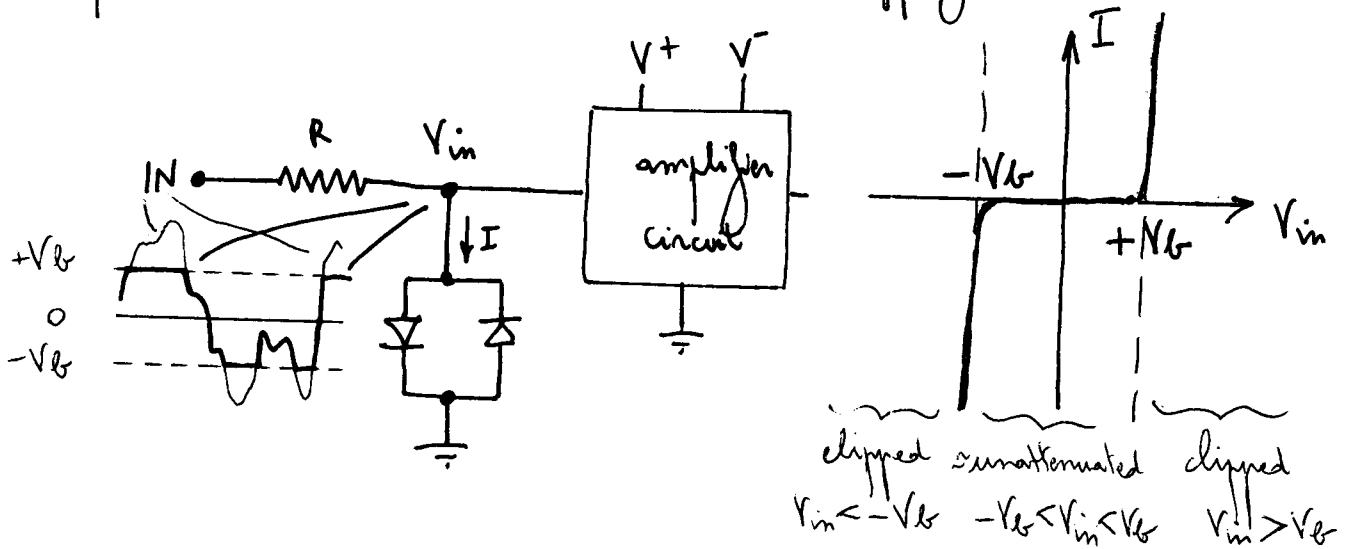 V+ V-
I
R
Vin
IN
amplifier
circuit
-Vb
Vin
+Vb
I
+Vb
0
-Vb
clipped ≃unattenuated clipped
Vin<-Vb -Vb<Vin<Vb Vin>Vb